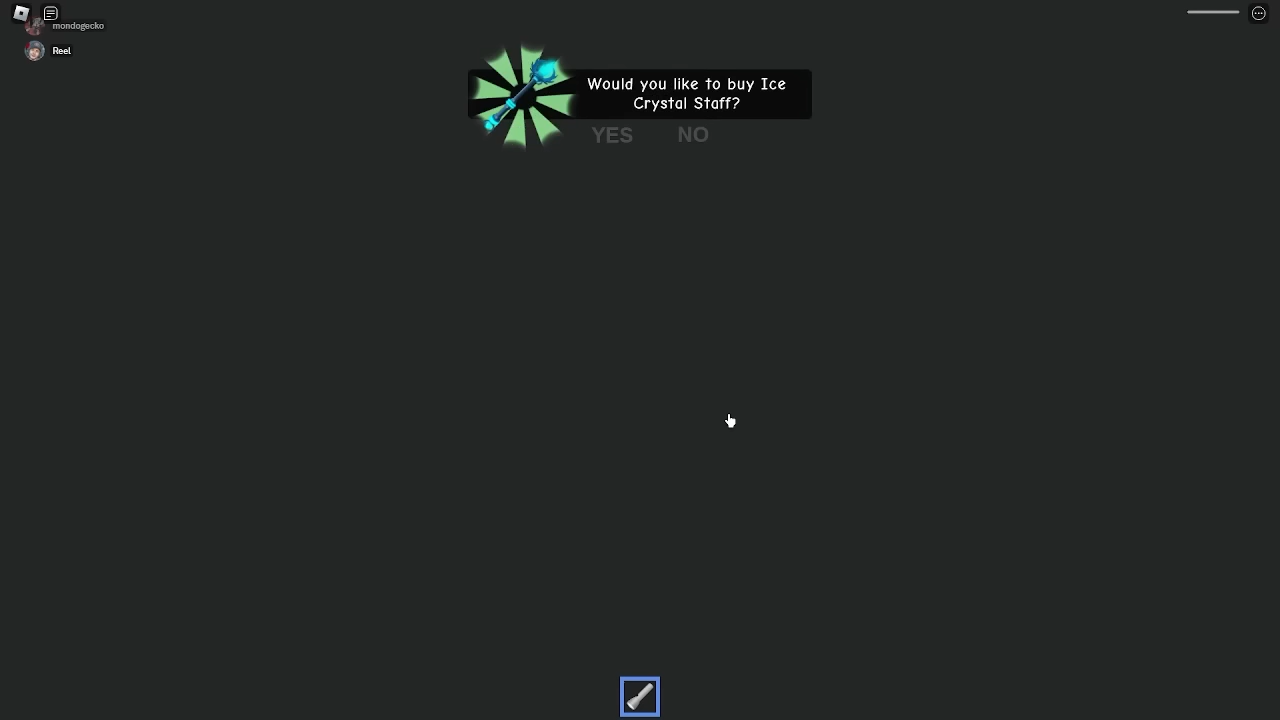 mondogecko
Reel
Would you like to buy Ice
Crystal Staff?
YES NO